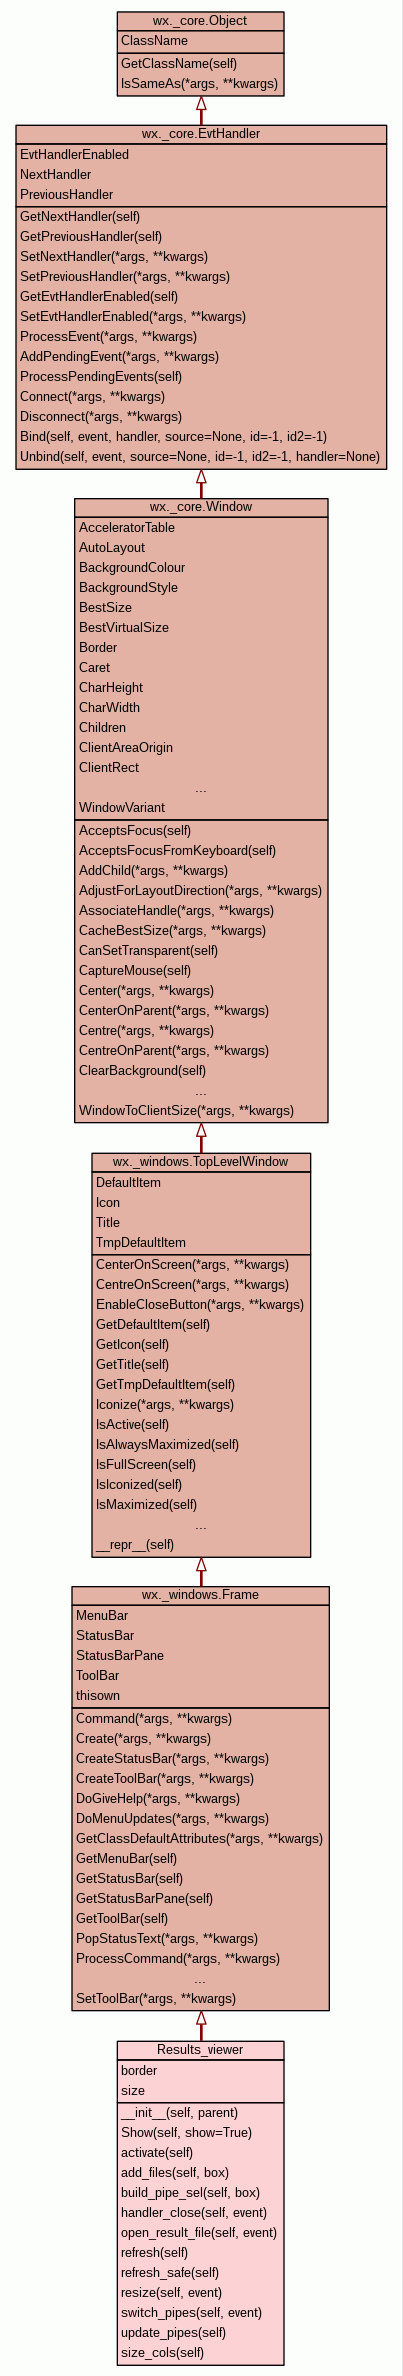 wx._core.Object
ClassName
GetClassName(self)
IsSameAs(*args, **kwargs)
wx._core.EvtHandler
EvtHandlerEnabled
NextHandler
PreviousHandler
GetNextHandler(self)
GetPreviousHandler(self)
SetNextHandler(*args, **kwargs)
SetPreviousHandler(*args, **kwargs)
GetEvtHandlerEnabled(self)
SetEvtHandlerEnabled(*args, **kwargs)
ProcessEvent(*args, **kwargs)
AddPendingEvent(*args, **kwargs)
ProcessPendingEvents(self)
Connect(*args, **kwargs)
Disconnect(*args, **kwargs)
Bind(self, event, handler, source=None, id=-1, id2=-1)
Unbind(self, event, source=None, id=-1, id2=-1, handler=None)
wx._core.Window
AcceleratorTable
AutoLayout
BackgroundColour
BackgroundStyle
BestSize
BestVirtualSize
Border
Caret
CharHeight
CharWidth
Children
ClientAreaOrigin
ClientRect
...
WindowVariant
AcceptsFocus(self)
AcceptsFocusFromKeyboard(self)
AddChild(*args, **kwargs)
AdjustForLayoutDirection(*args, **kwargs)
AssociateHandle(*args, **kwargs)
CacheBestSize(*args, **kwargs)
CanSetTransparent(self)
CaptureMouse(self)
Center(*args, **kwargs)
CenterOnParent(*args, **kwargs)
Centre(*args, **kwargs)
CentreOnParent(*args, **kwargs)
ClearBackground(self)
...
WindowToClientSize(*args, **kwargs)
wx._windows.TopLevelWindow
DefaultItem
Icon
Title
TmpDefaultItem
CenterOnScreen(*args, **kwargs)
CentreOnScreen(*args, **kwargs)
EnableCloseButton(*args, **kwargs)
GetDefaultItem(self)
GetIcon(self)
GetTitle(self)
GetTmpDefaultItem(self)
Iconize(*args, **kwargs)
IsActive(self)
IsAlwaysMaximized(self)
IsFullScreen(self)
IsIconized(self)
IsMaximized(self)
...
__repr__(self)
wx._windows.Frame
MenuBar
StatusBar
StatusBarPane
ToolBar
thisown
Command(*args, **kwargs)
Create(*args, **kwargs)
CreateStatusBar(*args, **kwargs)
CreateToolBar(*args, **kwargs)
DoGiveHelp(*args, **kwargs)
DoMenuUpdates(*args, **kwargs)
GetClassDefaultAttributes(*args, **kwargs)
GetMenuBar(self)
GetStatusBar(self)
GetStatusBarPane(self)
GetToolBar(self)
PopStatusText(*args, **kwargs)
ProcessCommand(*args, **kwargs)
...
SetToolBar(*args, **kwargs)
Results_viewer
border
size
__init__(self, parent)
Show(self, show=True)
activate(self)
add_files(self, box)
build_pipe_sel(self, box)
handler_close(self, event)
open_result_file(self, event)
refresh(self)
refresh_safe(self)
resize(self, event)
switch_pipes(self, event)
update_pipes(self)
size_cols(self)